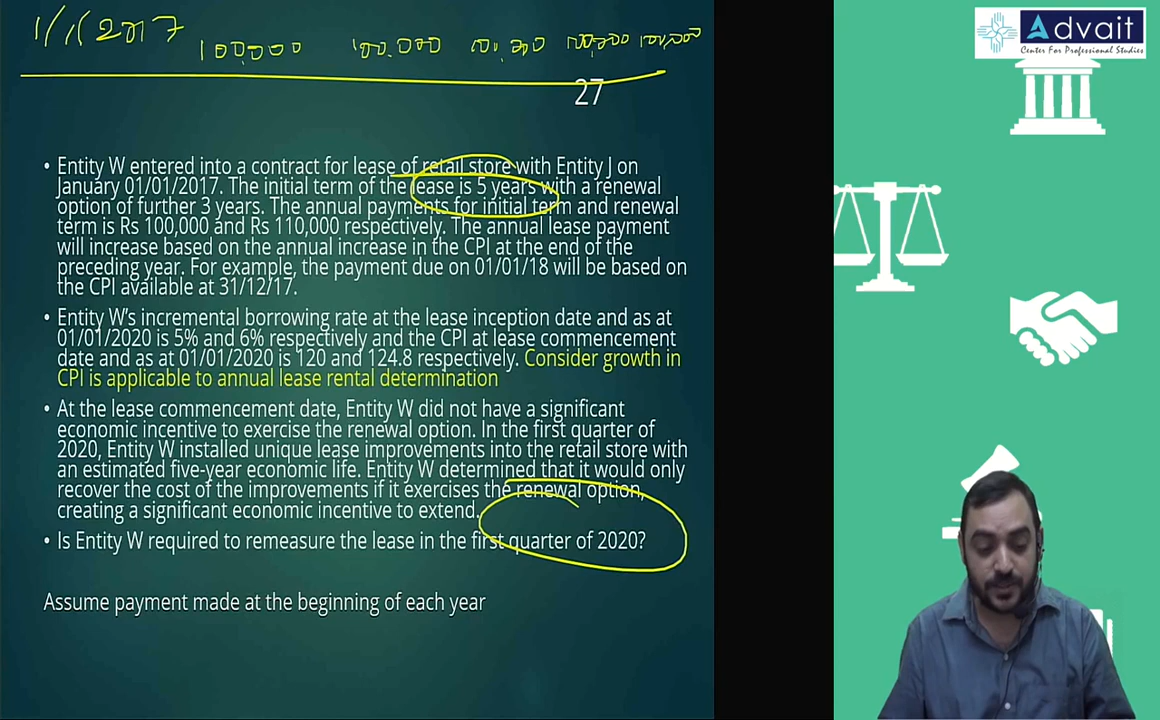 1/1/2017
100,000 100,000 100,000 100,000 100,000
Advait
Center For Professional Studies
27
• Entity W entered into a contract for lease of retail store with Entity J on
January 01/01/2017. The initial term of the lease is 5 years with a renewal
option of further 3 years. The annual payments for initial term and renewal
term is Rs 100,000 and Rs 110,000 respectively. The annual lease payment
will increase based on the annual increase in the CPI at the end of the
preceding year. For example, the payment due on 01/01/18 will be based on
the CPI available at 31/12/17.
• Entity W's incremental borrowing rate at the lease inception date and as at
01/01/2020 is 5% and 6% respectively and the CPI at lease commencement
date and as at 01/01/2020 is 120 and 124.8 respectively. Consider growth in
CPI is applicable to annual lease rental determination
• At the lease commencement date, Entity W did not have a significant
economic incentive to exercise the renewal option. In the first quarter of
2020, Entity W installed unique lease improvements into the retail store with
an estimated five-year economic life. Entity W determined that it would only
recover the cost of the improvements if it exercises the renewal option,
creating a significant economic incentive to extend.
• Is Entity W required to remeasure the lease in the first quarter of 2020?
Assume payment made at the beginning of each year